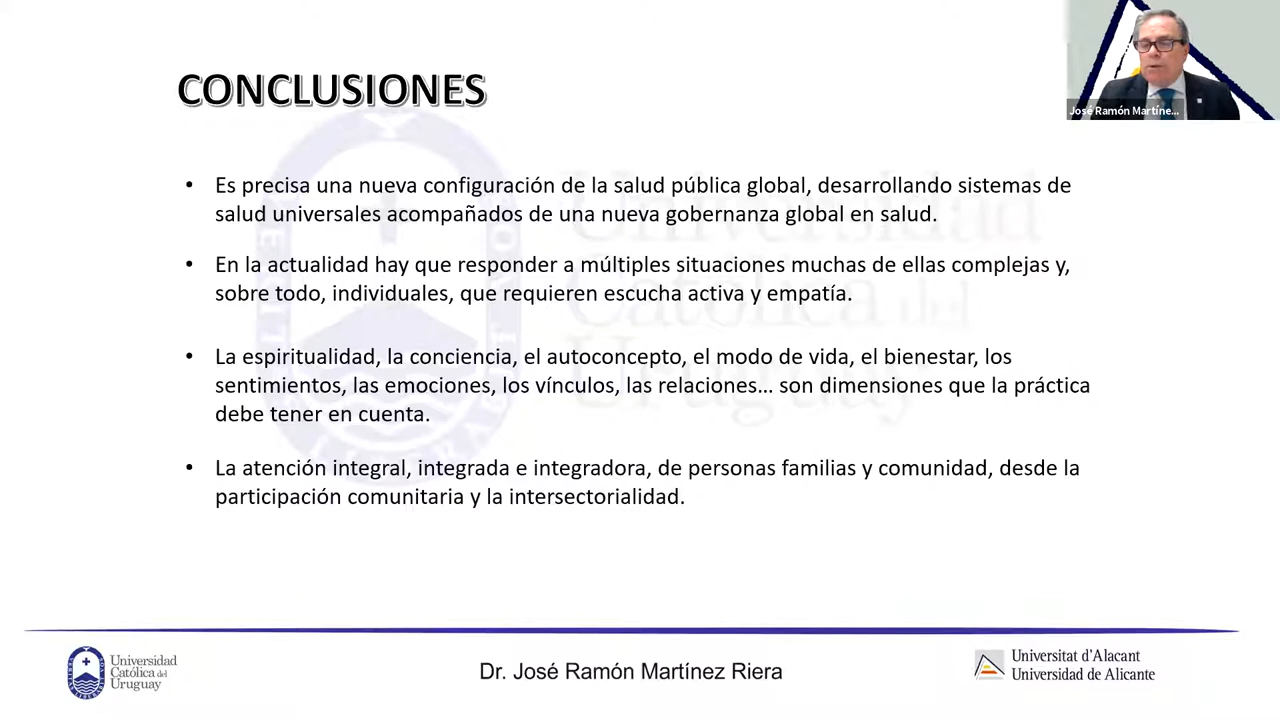 CONCLUSIONES
José Ramón Martíne...
• Es precisa una nueva configuración de la salud pública global, desarrollando sistemas de
salud universales acompañados de una nueva gobernanza global en salud.
• En la actualidad hay que responder a múltiples situaciones muchas de ellas complejas y,
sobre todo, individuales, que requieren escucha activa y empatía.
• La espiritualidad, la conciencia, el autoconcepto, el modo de vida, el bienestar, los
sentimientos, las emociones, los vínculos, las relaciones... son dimensiones que la práctica
debe tener en cuenta.
• La atención integral, integrada e integradora, de personas familias y comunidad, desde la
participación comunitaria y la intersectorialidad.
Universidad
Católica del
Uruguay
Universidad
Católica del
Uruguay
Dr. José Ramón Martínez Riera
Universitat d'Alacant
Universidad de Alicante